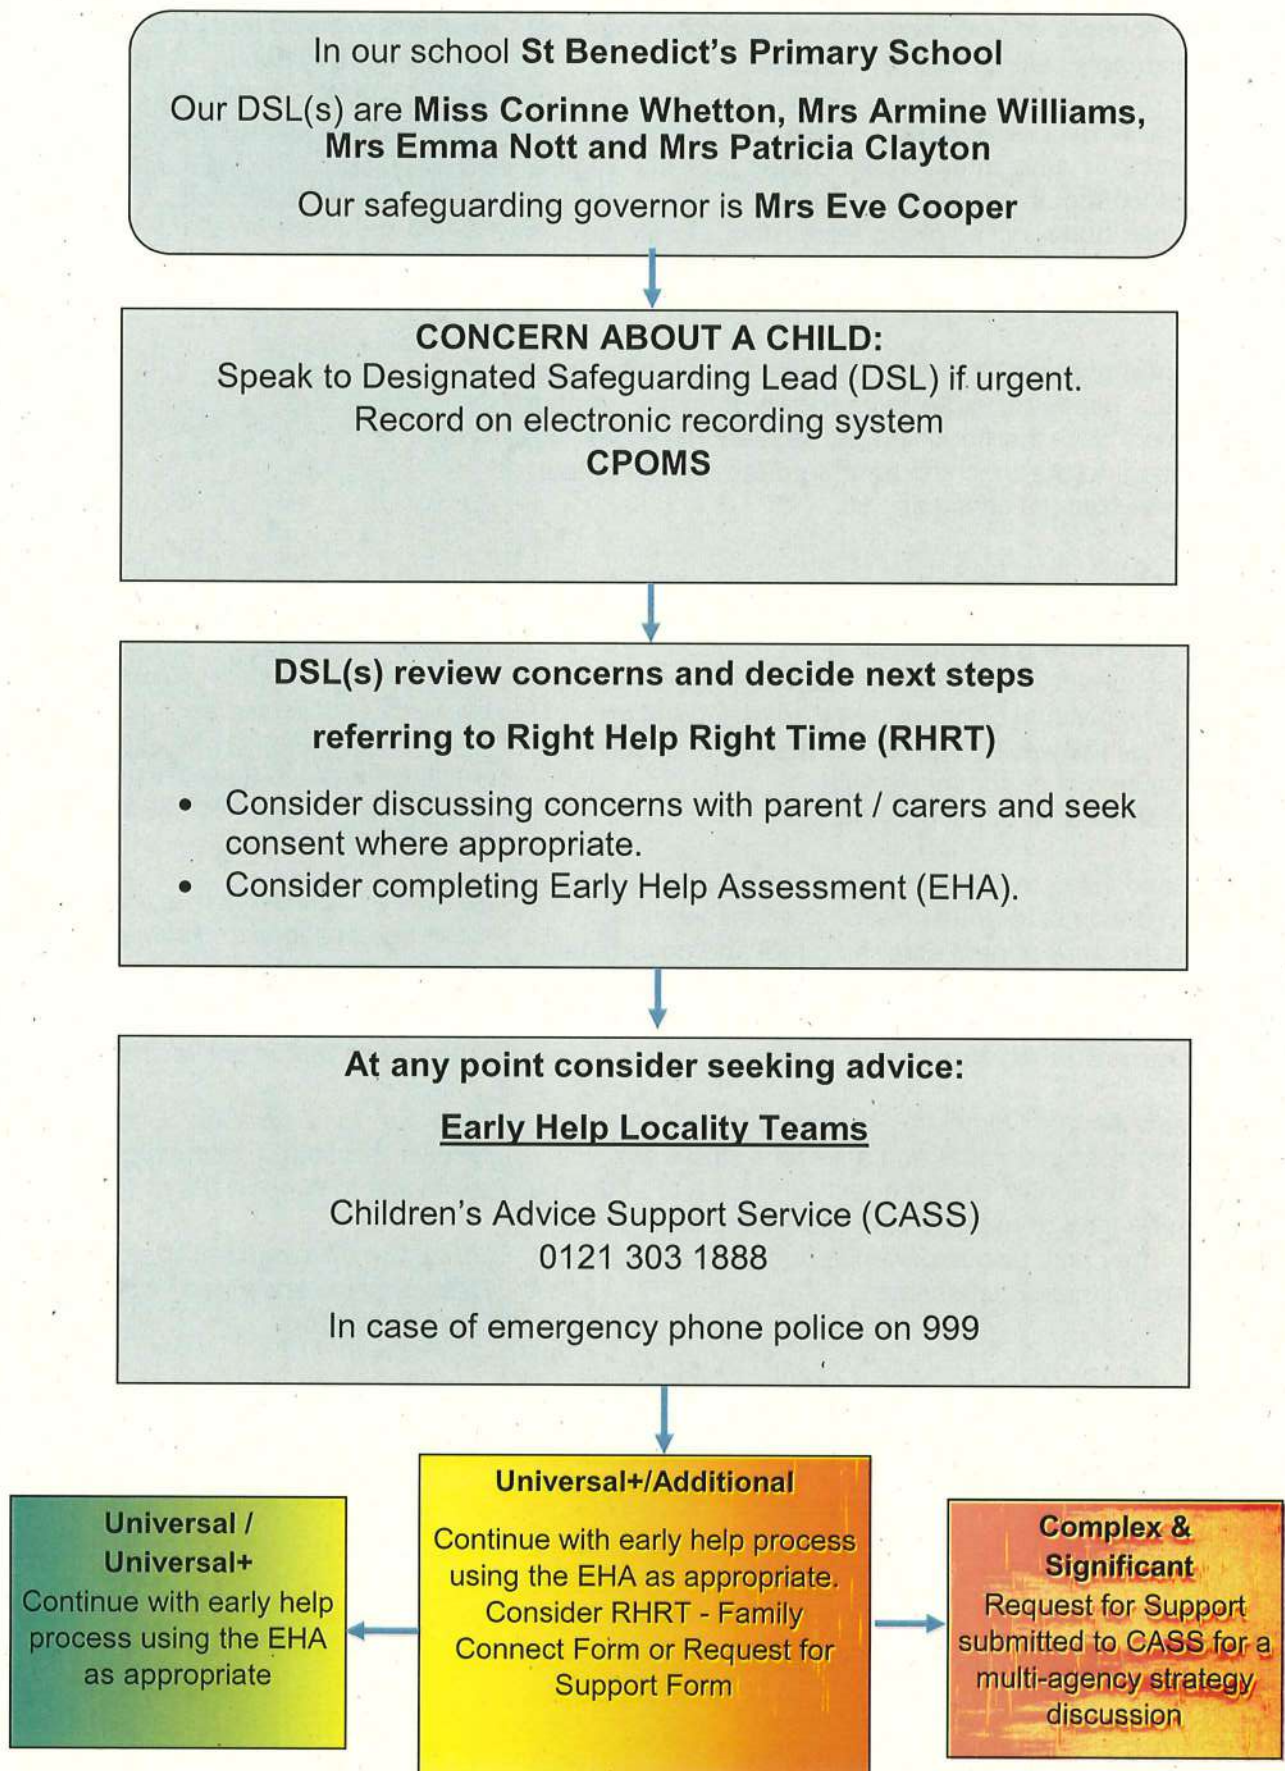 In our school St Benedict's Primary School
Our DSL(s) are Miss Corinne Whetton, Mrs Armine Williams,
Mrs Emma Nott and Mrs Patricia Clayton
Our safeguarding governor is Mrs Eve Cooper
CONCERN ABOUT A CHILD:
Speak to Designated Safeguarding Lead (DSL) if urgent.
Record on electronic recording system
CPOMS
DSL(s) review concerns and decide next steps
referring to Right Help Right Time (RHRT)
• Consider discussing concerns with parent / carers and seek
consent where appropriate.
• Consider completing Early Help Assessment (EHA).
At any point consider seeking advice:
Early Help Locality Teams
Children's Advice Support Service (CASS)
0121 303 1888
In case of emergency phone police on 999
Universal /
Universal+
Continue with early help
process using the EHA
as appropriate
Universal+/Additional
Continue with early help process
using the EHA as appropriate.
Consider RHRT - Family
Connect Form or Request for
Support Form
Complex &
Significant
Request for Support
submitted to CASS for a
multi-agency strategy
discussion